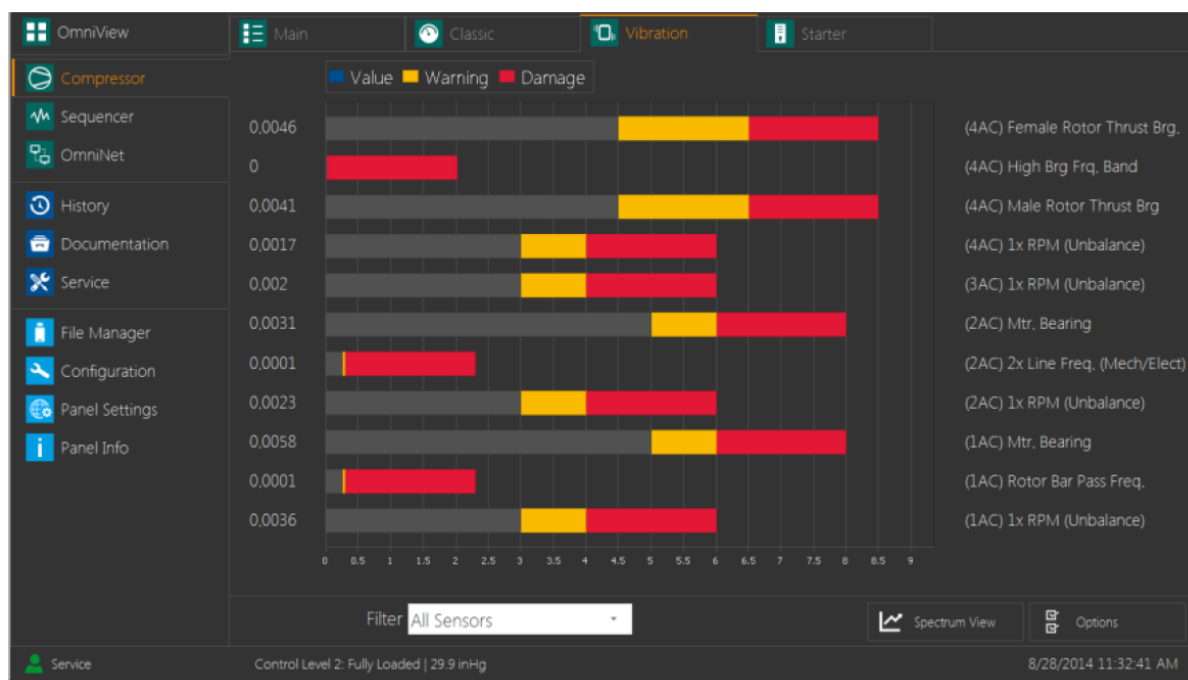 OmniView
Main
Classic
Vibration
Starter
Compressor
Sequencer
OmniNet
History
Documentation
Service
File Manager
Configuration
Panel Settings
Panel Info
Value Warning Damage
0,0046 (4AC) Female Rotor Thrust Brg,
0 (4AC) High Brg Frq, Band
0,0041 (4AC) Male Rotor Thrust Brg
0,0017 (4AC) 1x RPM (Unbalance)
0,002 (3AC) 1x RPM (Unbalance)
0,0031 (2AC) Mtr, Bearing
0,0001 (2AC) 2x Line Freq, (Mech/Elect)
0,0023 (2AC) 1x RPM (Unbalance)
0,0058 (1AC) Mtr, Bearing
0,0001 (1AC) Rotor Bar Pass Freq,
0,0036 (1AC) 1x RPM (Unbalance)
0 0.5 1 1.5 2 2.5 3 3.5 4 4.5 5 5.5 6 6.5 7 7.5 8 8.5 9
Filter All Sensors
Spectrum View
Options
Service
Control Level 2: Fully Loaded | 29.9 inHg
8/28/2014 11:32:41 AM